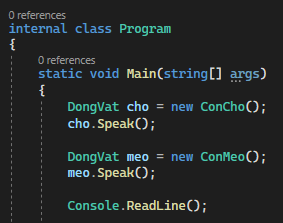 0 references
internal class Program
{
0 references
static void Main(string[] args)
{
DongVat cho = new ConCho();
cho.Speak();
DongVat meo = new ConMeo();
meo.Speak();
Console.ReadLine();